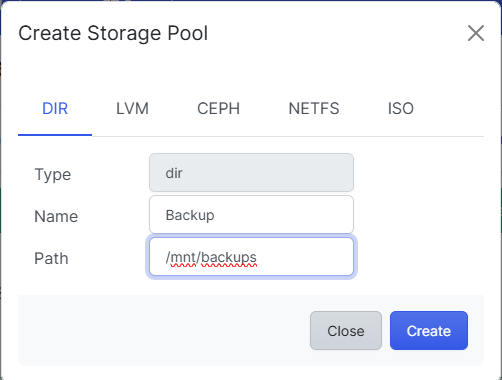 Create Storage Pool
DIR LVM CEPH NETFS ISO
Type dir
Name Backup
Path /mnt/backups
Close Create